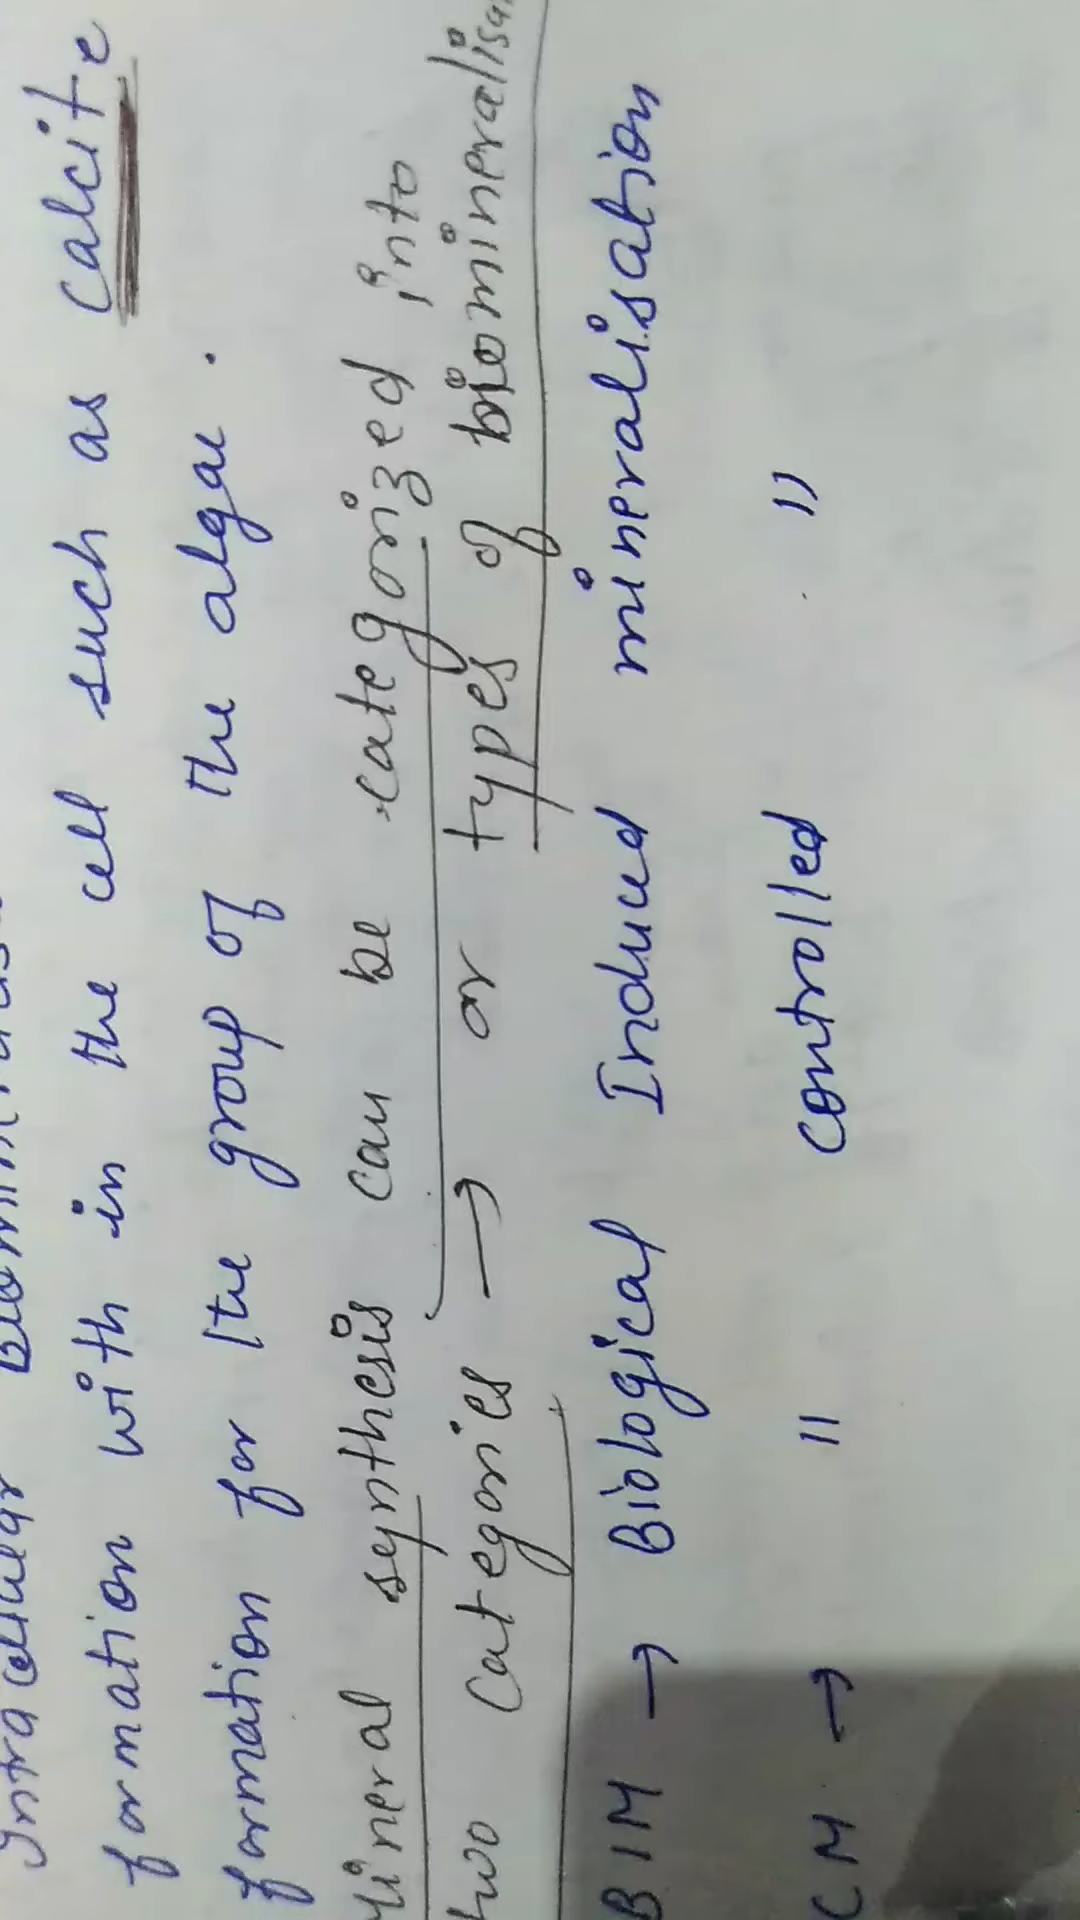 Intracellular
formation with in the cell such as calcite
formation for the group of the algae .
Mineral synthesis can be categorized into
two categories → or types of biomineralisa
BIM → Biological Induced mineralisation
CM → " controlled "